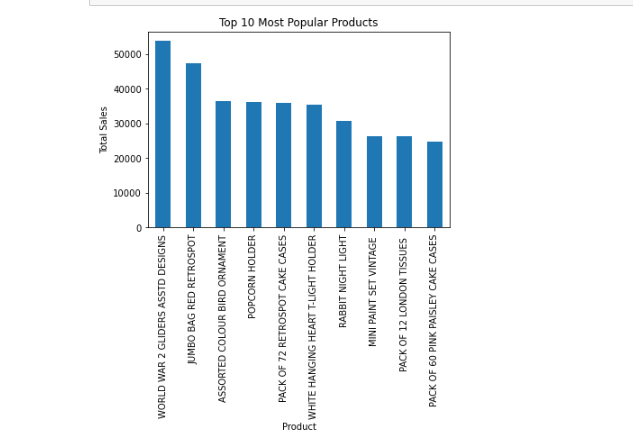 Top 10 Most Popular Products
50000
40000
30000
20000
10000
0
Total Sales
WORLD WAR 2 GLIDERS ASSTD DESIGNS
JUMBO BAG RED RETROSPOT
ASSORTED COLOUR BIRD ORNAMENT
POPCORN HOLDER
PACK OF 72 RETROSPOT CAKE CASES
WHITE HANGING HEART T-LIGHT HOLDER
RABBIT NIGHT LIGHT
MINI PAINT SET VINTAGE
PACK OF 12 LONDON TISSUES
PACK OF 60 PINK PAISLEY CAKE CASES
Product